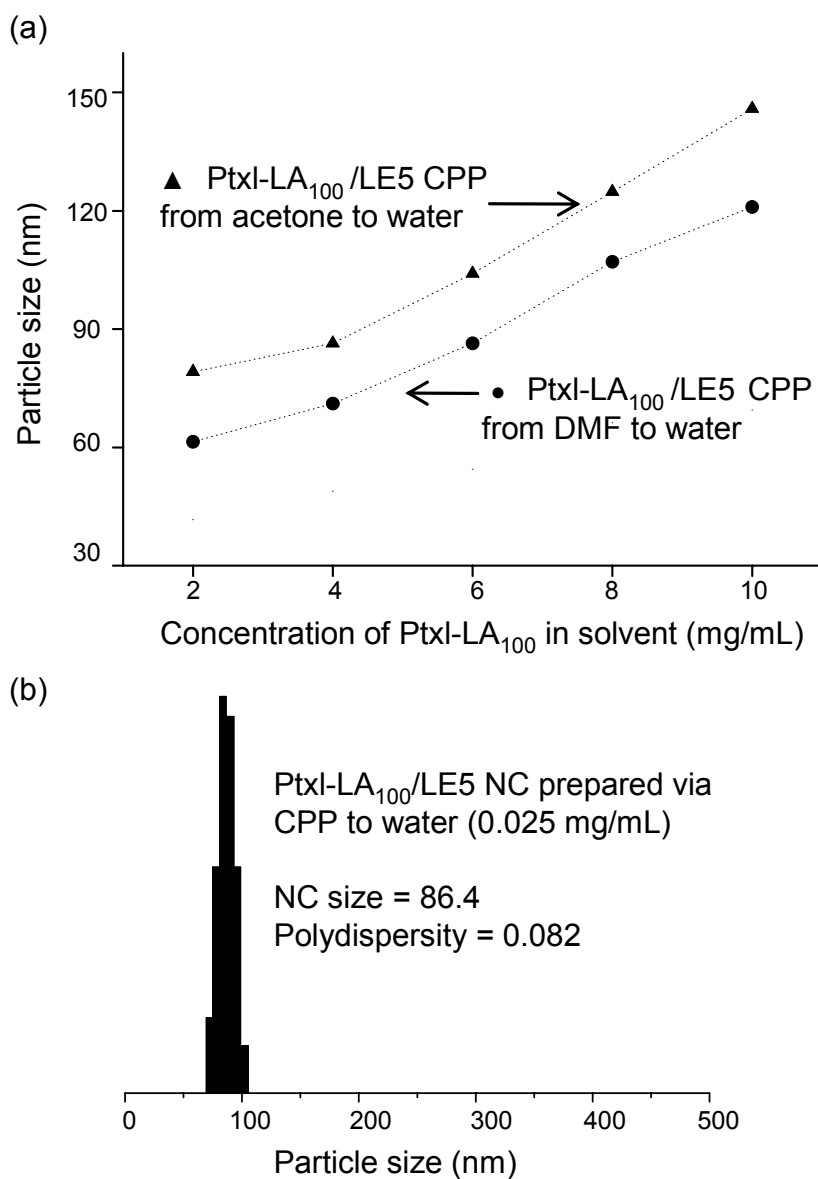 (a)
150
120
90
60
30
Particle size (nm)
▲ Ptxl-LA₁₀₀ /LE5 CPP
from acetone to water
● Ptxl-LA₁₀₀ /LE5 CPP
from DMF to water
2 4 6 8 10
Concentration of Ptxl-LA₁₀₀ in solvent (mg/mL)
(b)
Ptxl-LA₁₀₀/LE5 NC prepared via
CPP to water (0.025 mg/mL)
NC size = 86.4
Polydispersity = 0.082
0 100 200 300 400 500
Particle size (nm)